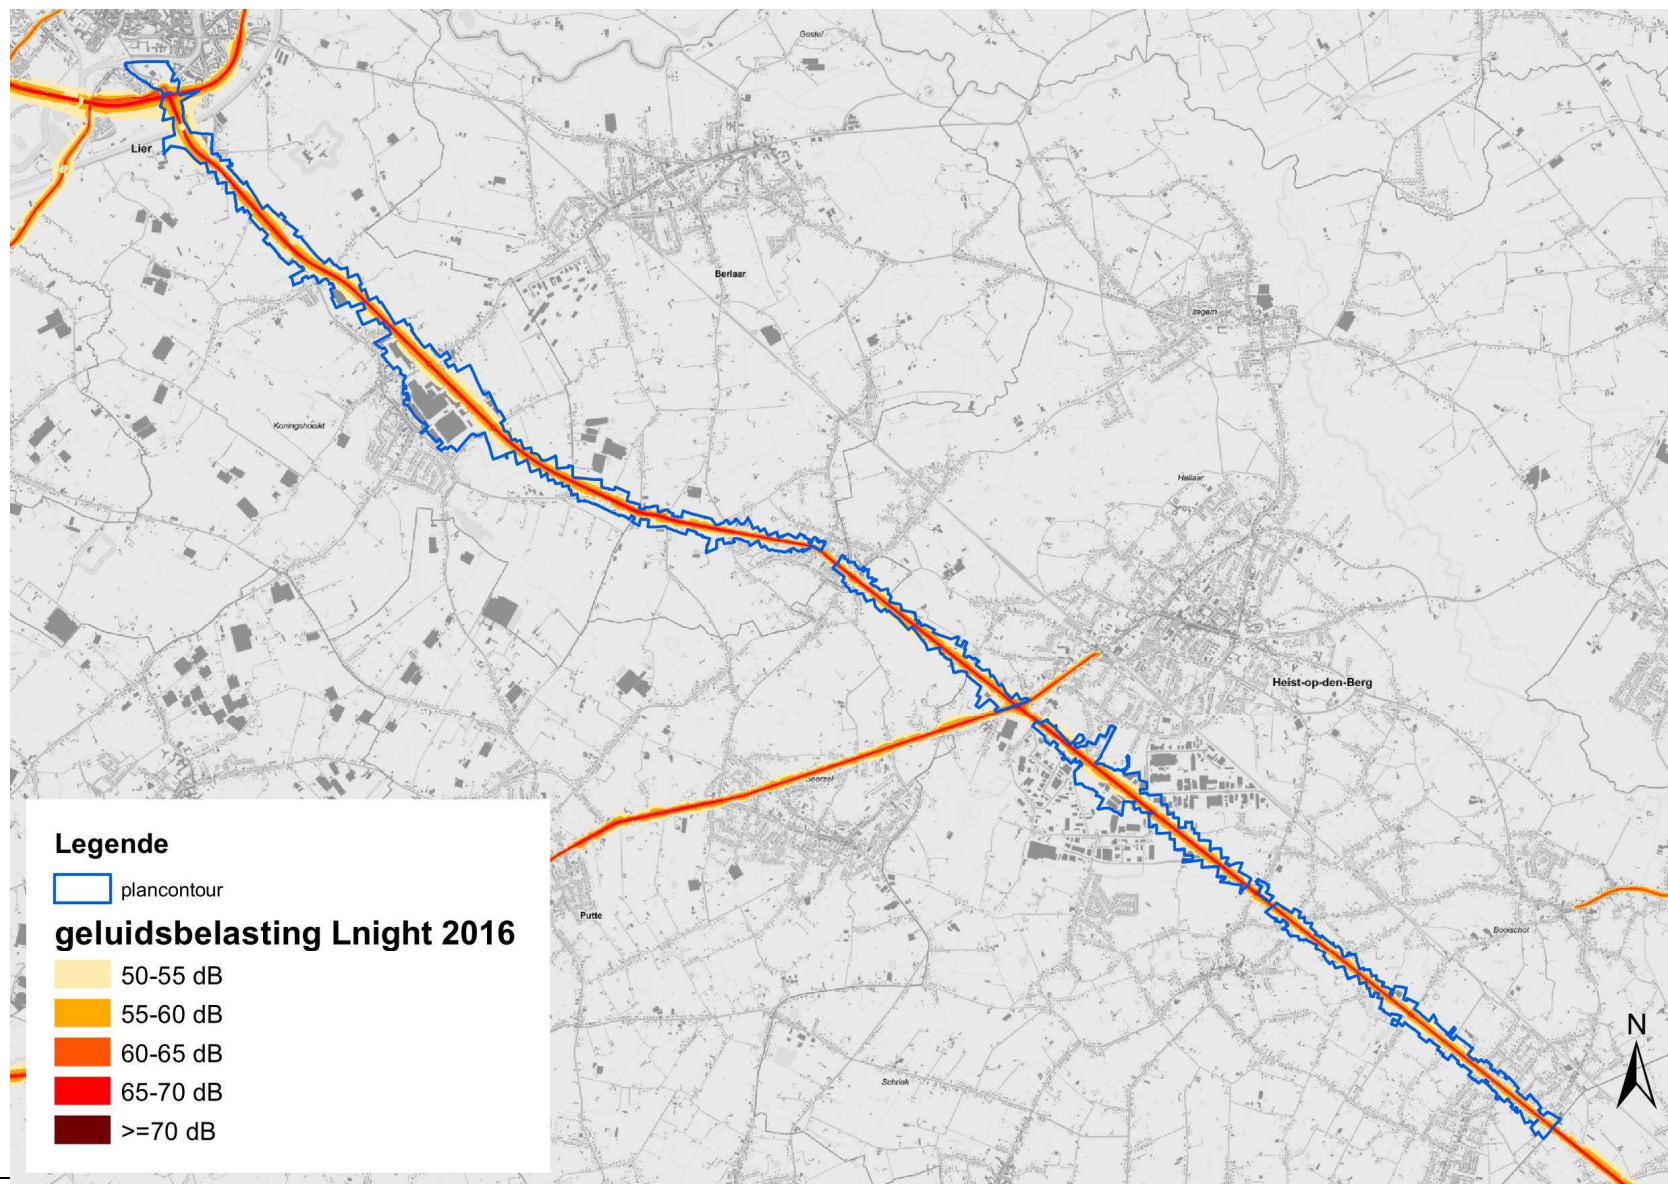 Gestel
Lier
Berlaar
Itegem
Koningshooikt
Hallaar
Heist-op-den-Berg
Beerzel
Putte
Booischot
Schriek
N
Legende
plancontour
geluidsbelasting Lnight 2016
50-55 dB
55-60 dB
60-65 dB
65-70 dB
>=70 dB